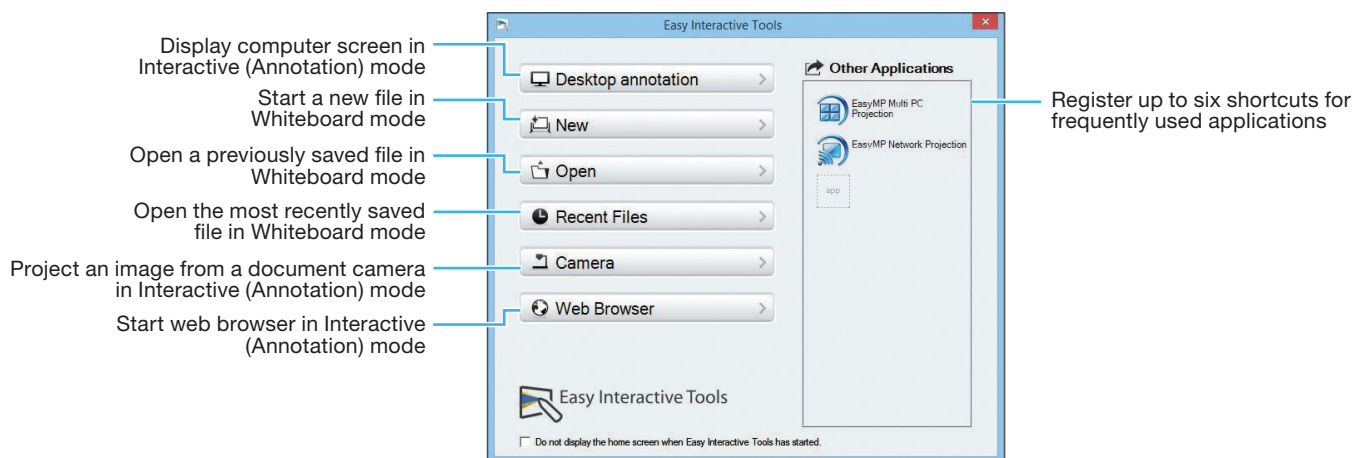 Easy Interactive Tools
Display computer screen in
Interactive (Annotation) mode
Start a new file in
Whiteboard mode
Open a previously saved file in
Whiteboard mode
Open the most recently saved
file in Whiteboard mode
Project an image from a document camera
in Interactive (Annotation) mode
Start web browser in Interactive
(Annotation) mode
Desktop annotation
New
Open
Recent Files
Camera
Web Browser
Other Applications
EasyMP Multi PC
Projection
EasyMP Network Projection
app
Register up to six shortcuts for
frequently used applications
Easy Interactive Tools
Do not display the home screen when Easy Interactive Tools has started.